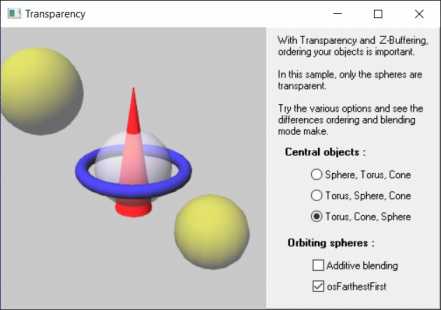 Transparency
With Transparency and Z-Buffering,
ordering your objects is important.
In this sample, only the spheres are
transparent.
Try the various options and see the
differences ordering and blending
mode make.
Central objects :
Sphere, Torus, Cone
Torus, Sphere, Cone
Torus, Cone, Sphere
Orbiting spheres :
Additive blending
osFarthestFirst